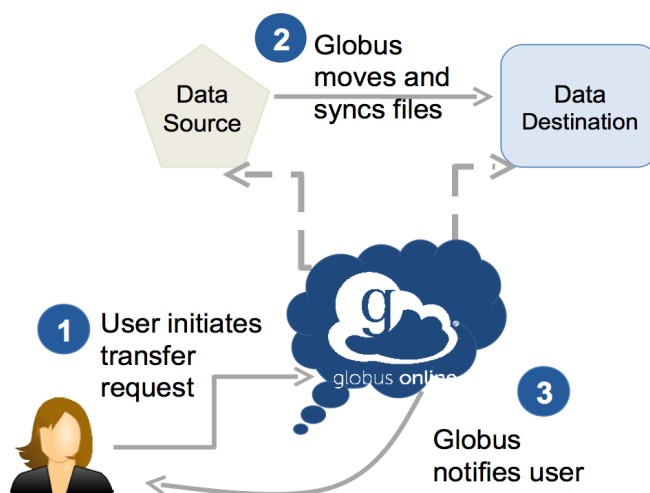 2
Globus
moves and
syncs files
Data
Source
Data
Destination
1
User initiates
transfer
request
g
®
globus online
3
Globus
notifies user